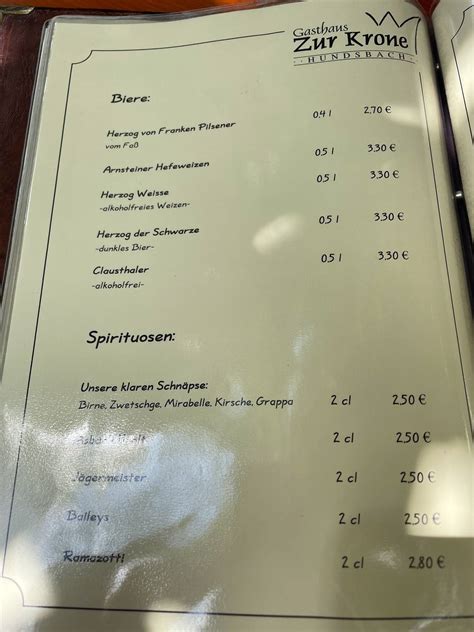 Gasthaus
Zur Krone
HUNDSBACH
Biere:
Herzog von Franken Pilsener 0,4 l 2,70 €
vom Faß
Arnsteiner Hefeweizen 0,5 l 3,30 €
Herzog Weisse 0,5 l 3,30 €
-alkoholfreies Weizen-
Herzog der Schwarze 0,5 l 3,30 €
-dunkles Bier-
Clausthaler 0,5 l 3,30 €
-alkoholfrei-
Spirituosen:
Unsere klaren Schnäpse:
Birne, Zwetschge, Mirabelle, Kirsche, Grappa 2 cl 2,50 €
2 cl 2,50 €
Jägermeister 2 cl 2,50 €
Baileys 2 cl 2,50 €
Ramazotti 2 cl 2,80 €